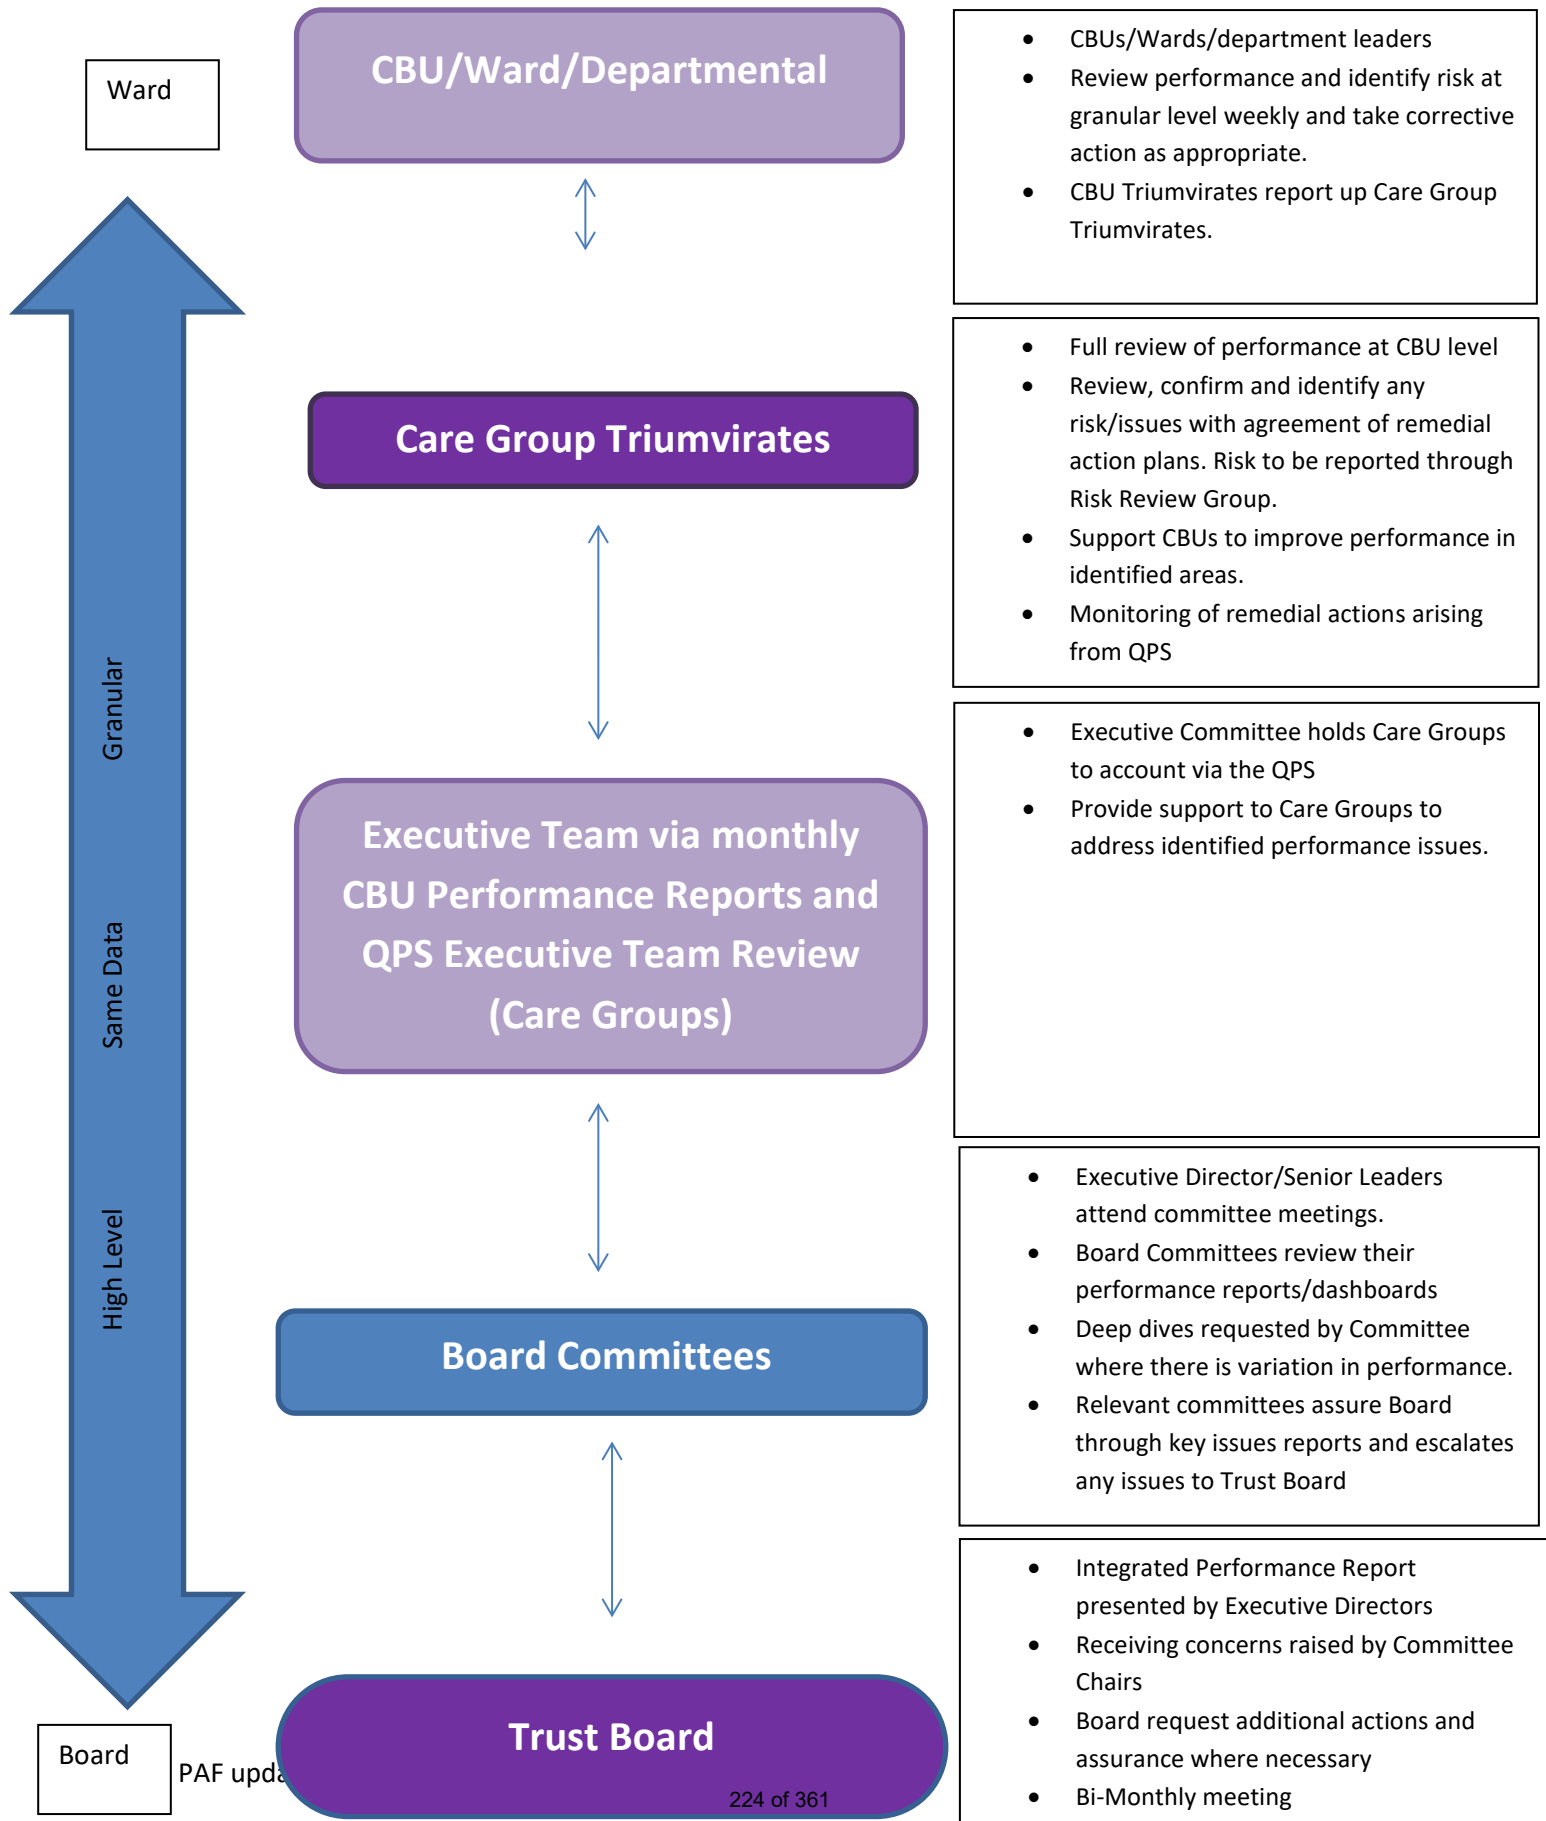 Ward
CBU/Ward/Departmental
• CBUs/Wards/department leaders
• Review performance and identify risk at
granular level weekly and take corrective
action as appropriate.
• CBU Triumvirates report up Care Group
Triumvirates.
Care Group Triumvirates
• Full review of performance at CBU level
• Review, confirm and identify any
risk/issues with agreement of remedial
action plans. Risk to be reported through
Risk Review Group.
• Support CBUs to improve performance in
identified areas.
• Monitoring of remedial actions arising
from QPS
Granular
Same Data
High Level
Executive Team via monthly
CBU Performance Reports and
QPS Executive Team Review
(Care Groups)
• Executive Committee holds Care Groups
to account via the QPS
• Provide support to Care Groups to
address identified performance issues.
Board Committees
• Executive Director/Senior Leaders
attend committee meetings.
• Board Committees review their
performance reports/dashboards
• Deep dives requested by Committee
where there is variation in performance.
• Relevant committees assure Board
through key issues reports and escalates
any issues to Trust Board
Trust Board
• Integrated Performance Report
presented by Executive Directors
• Receiving concerns raised by Committee
Chairs
• Board request additional actions and
assurance where necessary
• Bi-Monthly meeting
Board
PAF upda
224 of 361